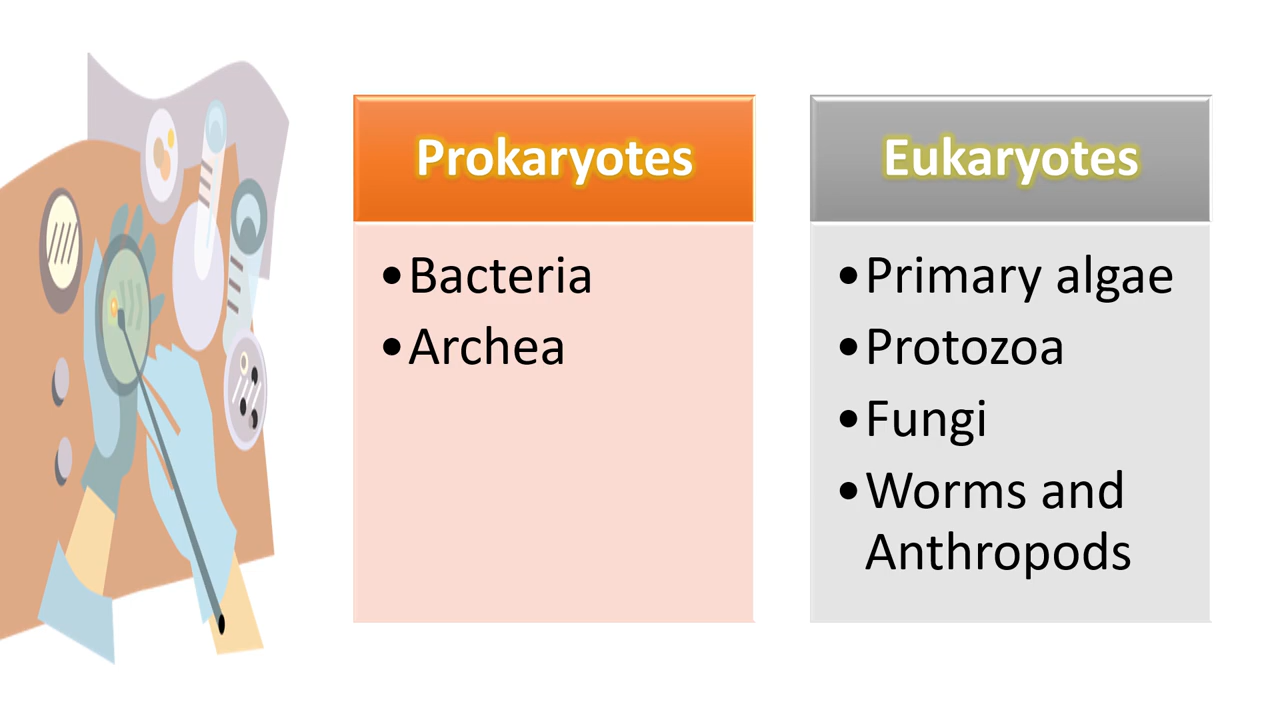 Prokaryotes
•Bacteria
•Archea
Eukaryotes
•Primary algae
•Protozoa
•Fungi
•Worms and
Anthropods